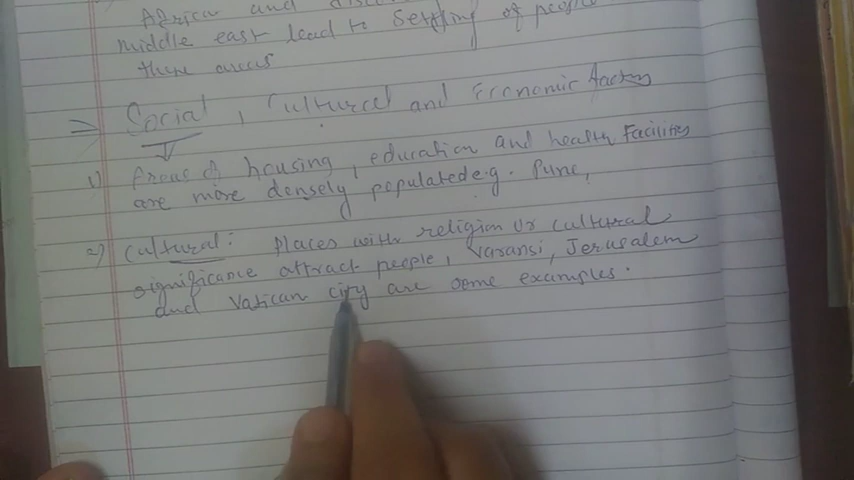 Africa and disco
middle east lead to Settling of people
there areas
⇒ Social, Cultural and Economic factors
1) Areas of housing, education and health Facilities
are more densely populated e.g. Pune,
2) Cultural: Places with religion or cultural
significance attract people, Varansi, Jerusalem
and Vatican city are some examples.